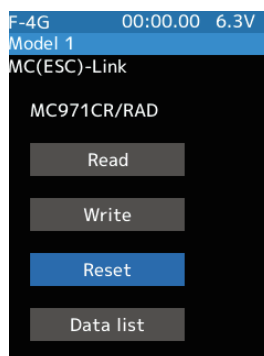 F-4G 00:00.00 6.3V
Model 1
MC(ESC)-Link
MC971CR/RAD
Read
Write
Reset
Data list